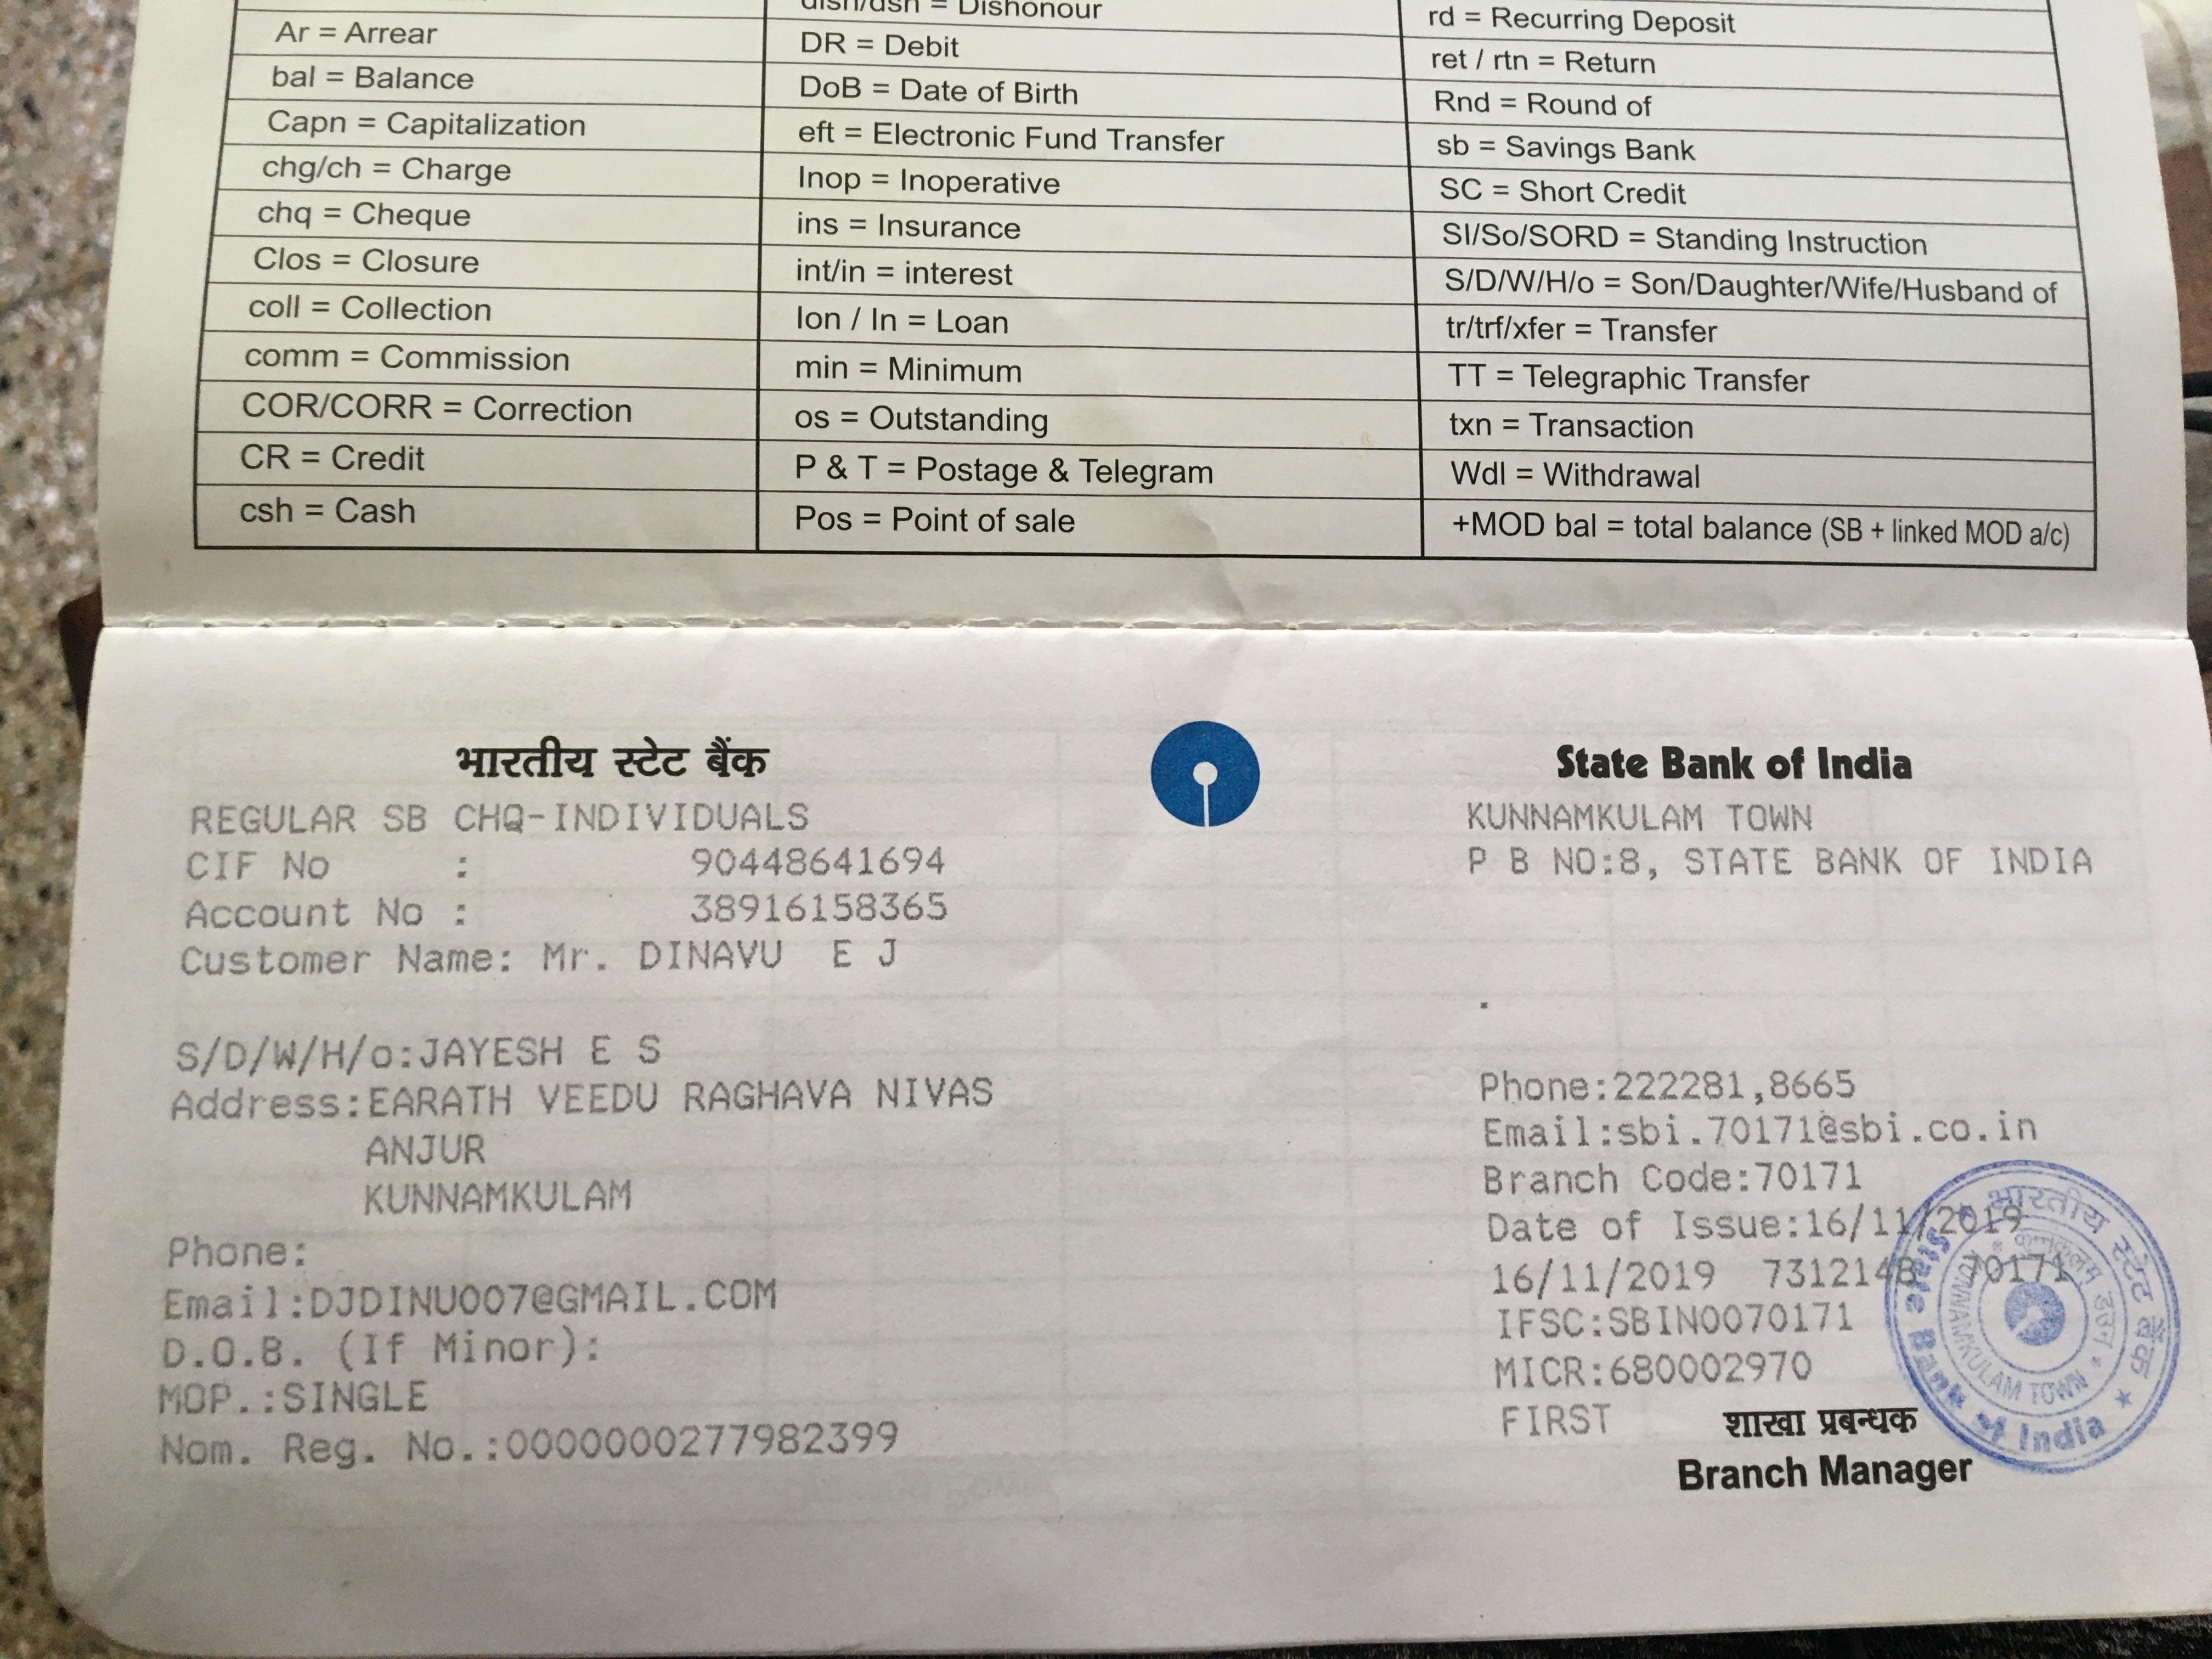 dish/dsh = Dishonour
rd = Recurring Deposit
Ar = Arrear
DR = Debit
ret / rtn = Return
bal = Balance
DoB = Date of Birth
Rnd = Round of
Capn = Capitalization
eft = Electronic Fund Transfer
sb = Savings Bank
chg/ch = Charge
Inop = Inoperative
SC = Short Credit
chq = Cheque
ins = Insurance
SI/So/SORD = Standing Instruction
Clos = Closure
int/in = interest
S/D/W/H/o = Son/Daughter/Wife/Husband of
coll = Collection
lon / ln = Loan
tr/trf/xfer = Transfer
comm = Commission
min = Minimum
TT = Telegraphic Transfer
COR/CORR = Correction
os = Outstanding
txn = Transaction
CR = Credit
P & T = Postage & Telegram
Wdl = Withdrawal
csh = Cash
Pos = Point of sale
+MOD bal = total balance (SB + linked MOD a/c)
भारतीय स्टेट बैंक
State Bank of India
REGULAR SB CHQ-INDIVIDUALS
CIF No : 90448641694
Account No : 38916158365
Customer Name: Mr. DINAVU E J
S/D/W/H/o:JAYESH E S
Address:EARATH VEEDU RAGHAVA NIVAS
ANJUR
KUNNAMKULAM
Phone:
Email:DJDINU007@GMAIL.COM
D.O.B. (If Minor):
MOP.:SINGLE
Nom. Reg. No.:0000000277982399
KUNNAMKULAM TOWN
P B NO:8, STATE BANK OF INDIA
Phone:222281,8665
Email:sbi.70171@sbi.co.in
Branch Code:70171
Date of Issue:16/11/2019
16/11/2019 7312148 70171
IFSC:SBIN0070171
MICR:680002970
FIRST
शाखा प्रबन्धक
Branch Manager
भारतीय स्टेट बैंक
State Bank of India
KUNNAMKULAM TOWN